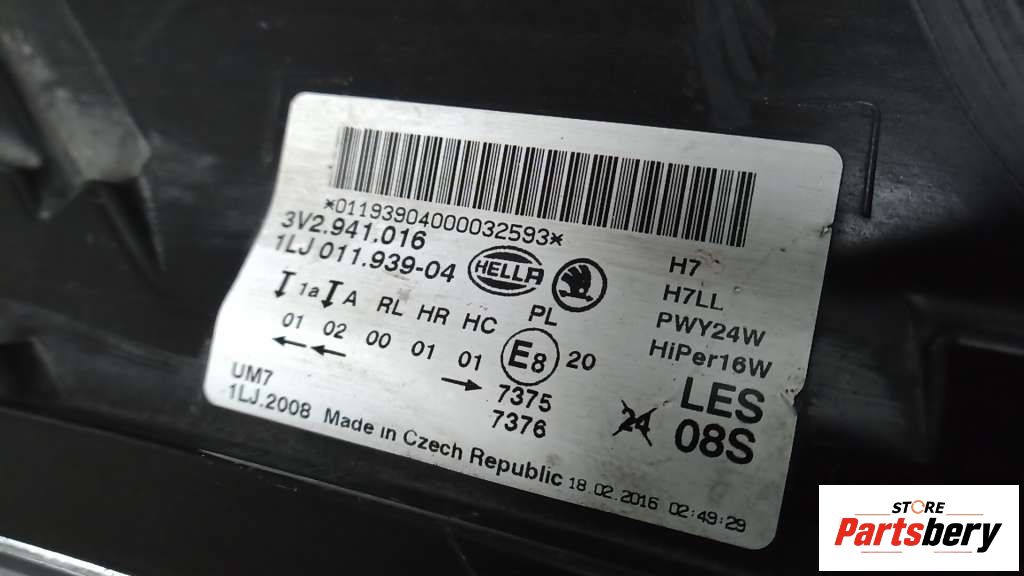 *01193904000032593*
3V2.941.016
1LJ 011.939-04
HELLA
1a A RL HR HC PL
01 02 00 01 01 E8 20
7375
7376
UM7
1LJ.2008 Made in Czech Republic 18.02.2016 02:49:29
H7
H7LL
PWY24W
HiPer16W
LES
24 08S
STORE
Partsbery